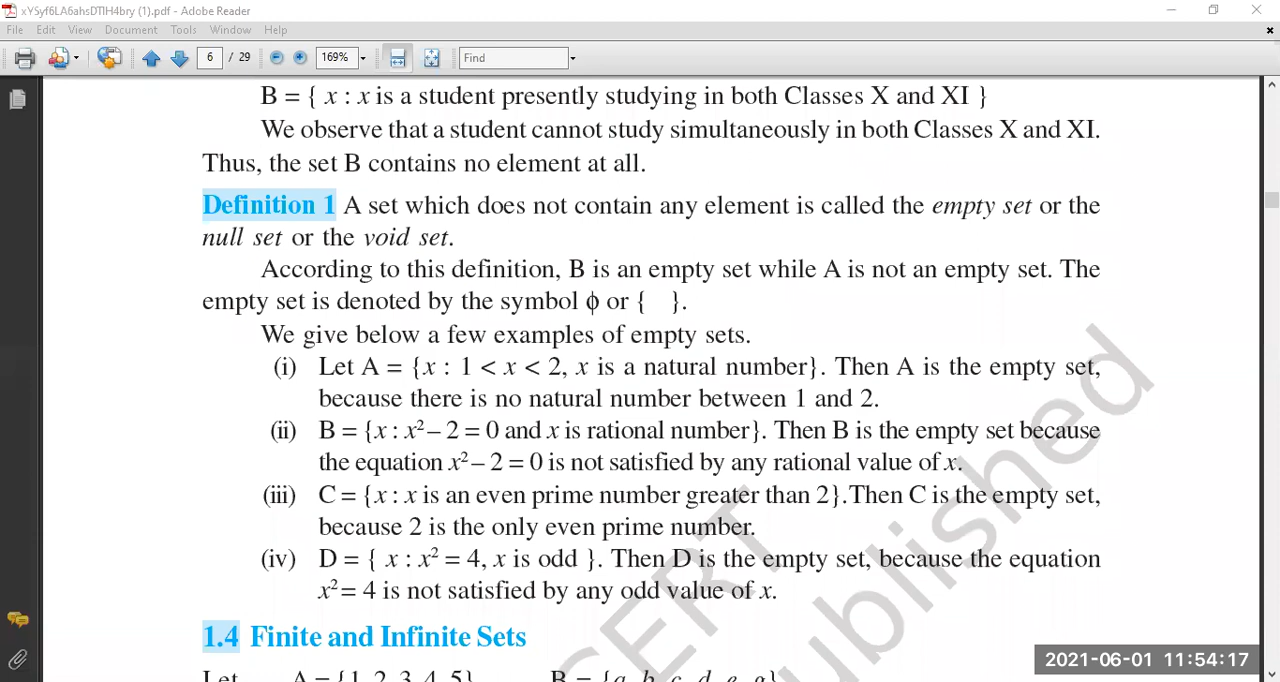 xYSyf6LA6ahsDTlH4bry (1).pdf - Adobe Reader
File Edit View Document Tools Window Help
6 / 29 169% Find
B = { x : x is a student presently studying in both Classes X and XI }
We observe that a student cannot study simultaneously in both Classes X and XI.
Thus, the set B contains no element at all.
Definition 1 A set which does not contain any element is called the empty set or the
null set or the void set.
According to this definition, B is an empty set while A is not an empty set. The
empty set is denoted by the symbol ϕ or { }.
We give below a few examples of empty sets.
(i) Let A = {x : 1 < x < 2, x is a natural number}. Then A is the empty set,
because there is no natural number between 1 and 2.
(ii) B = {x : x² – 2 = 0 and x is rational number}. Then B is the empty set because
the equation x² – 2 = 0 is not satisfied by any rational value of x.
(iii) C = {x : x is an even prime number greater than 2}.Then C is the empty set,
because 2 is the only even prime number.
(iv) D = { x : x² = 4, x is odd }. Then D is the empty set, because the equation
x² = 4 is not satisfied by any odd value of x.
1.4 Finite and Infinite Sets
Let A = {1, 2, 3, 4, 5}, B = {a, b, c, d, e, g}
2021-06-01 11:54:17